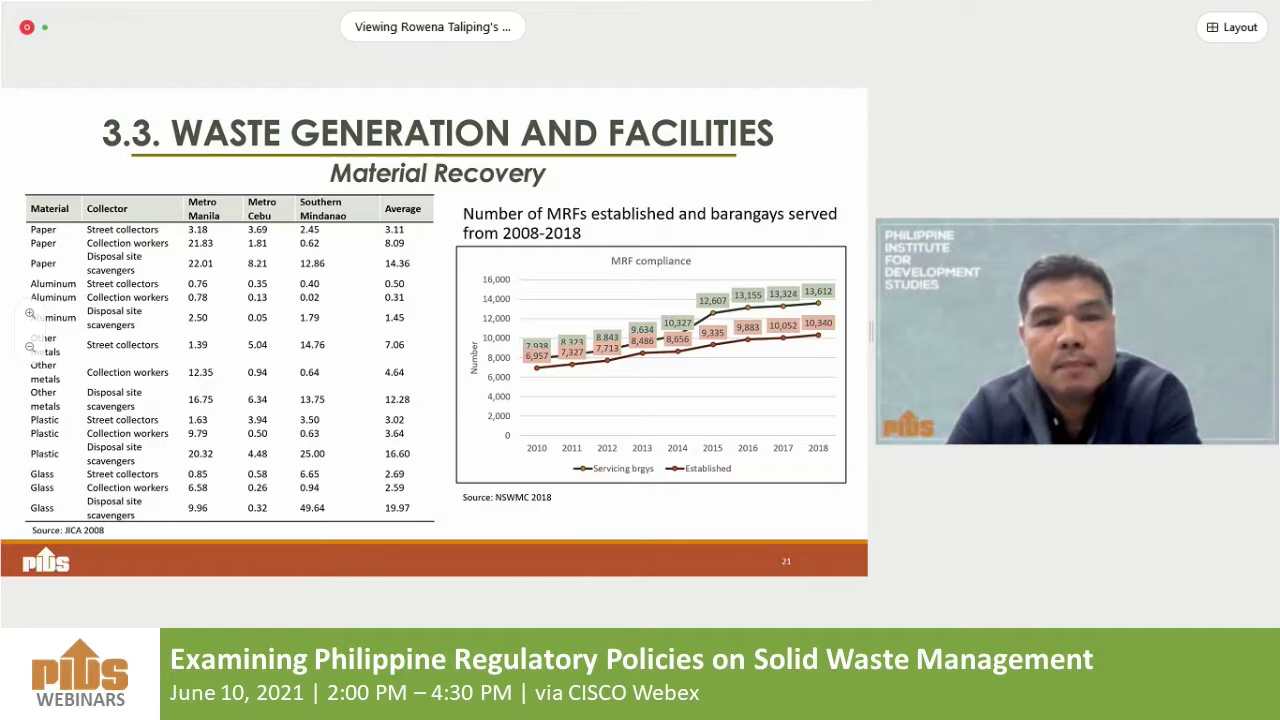 Viewing Rowena Taliping's ...
Layout
3.3. WASTE GENERATION AND FACILITIES
Material Recovery
Material Collector Metro Manila Metro Cebu Southern Mindanao Average
Paper Street collectors 3.18 3.69 2.45 3.11
Paper Collection workers 21.83 1.81 0.62 8.09
Paper Disposal site scavengers 22.01 8.21 12.86 14.36
Aluminum Street collectors 0.76 0.35 0.40 0.50
Aluminum Collection workers 0.78 0.13 0.02 0.31
Disposal site scavengers 2.50 0.05 1.79 1.45
Other metals Street collectors 1.39 5.04 14.76 7.06
Other metals Collection workers 12.35 0.94 0.64 4.64
Other metals Disposal site scavengers 16.75 6.34 13.75 12.28
Plastic Street collectors 1.63 3.94 3.50 3.02
Plastic Collection workers 9.79 0.50 0.63 3.64
Plastic Disposal site scavengers 20.32 4.48 25.00 16.60
Glass Street collectors 0.85 0.58 6.65 2.69
Glass Collection workers 6.58 0.26 0.94 2.59
Glass Disposal site scavengers 9.96 0.32 49.64 19.97
Source: JICA 2008
Number of MRFs established and barangays served
from 2008-2018
MRF compliance
Number
16,000
14,000
12,000
10,000
8,000
6,000
4,000
2,000
0
7,938 8,323 8,843 9,634 10,327 12,607 13,155 13,324 13,612
6,957 7,327 7,713 8,486 8,656 9,335 9,883 10,052 10,340
2010 2011 2012 2013 2014 2015 2016 2017 2018
Servicing brgys Established
Source: NSWMC 2018
PIDS
21
PHILIPPINE
INSTITUTE
FOR
DEVELOPMENT
STUDIES
PIDS
PIDS
WEBINARS
Examining Philippine Regulatory Policies on Solid Waste Management
June 10, 2021 | 2:00 PM – 4:30 PM | via CISCO Webex